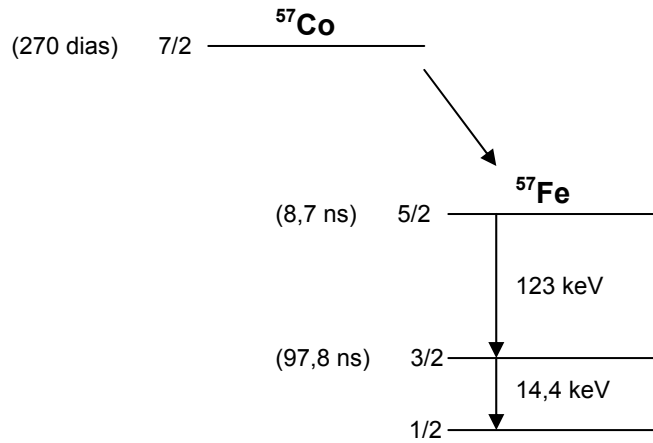 ⁵⁷Co
(270 dias) 7/2
⁵⁷Fe
(8,7 ns) 5/2
123 keV
(97,8 ns) 3/2
14,4 keV
1/2